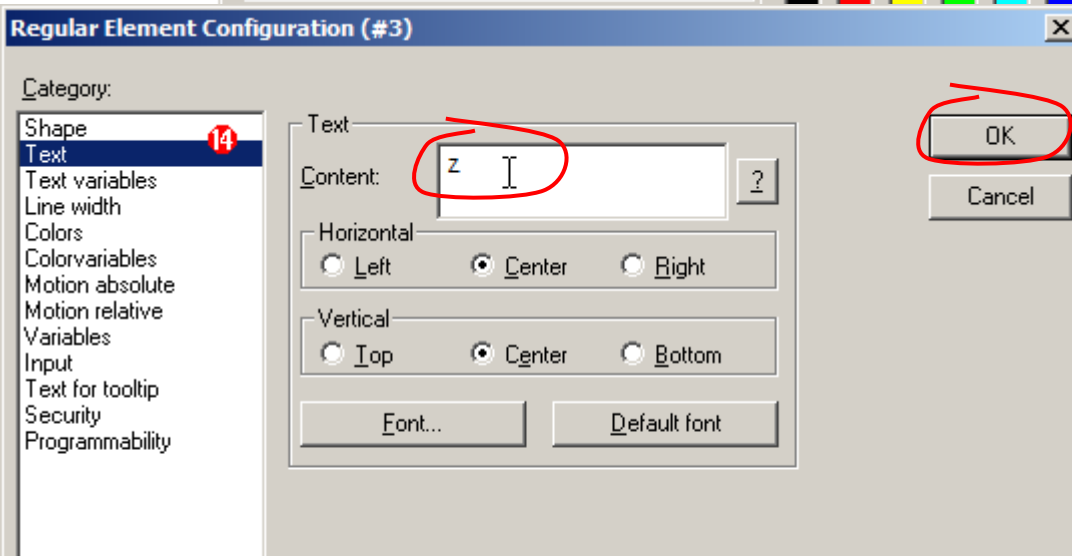 Regular Element Configuration (#3)
Category:
Shape
14
Text
Text variables
Line width
Colors
Colorvariables
Motion absolute
Motion relative
Variables
Input
Text for tooltip
Security
Programmability
Text
Content:
z
?
Horizontal
Left Center Right
Vertical
Top Center Bottom
Font... Default font
OK
Cancel